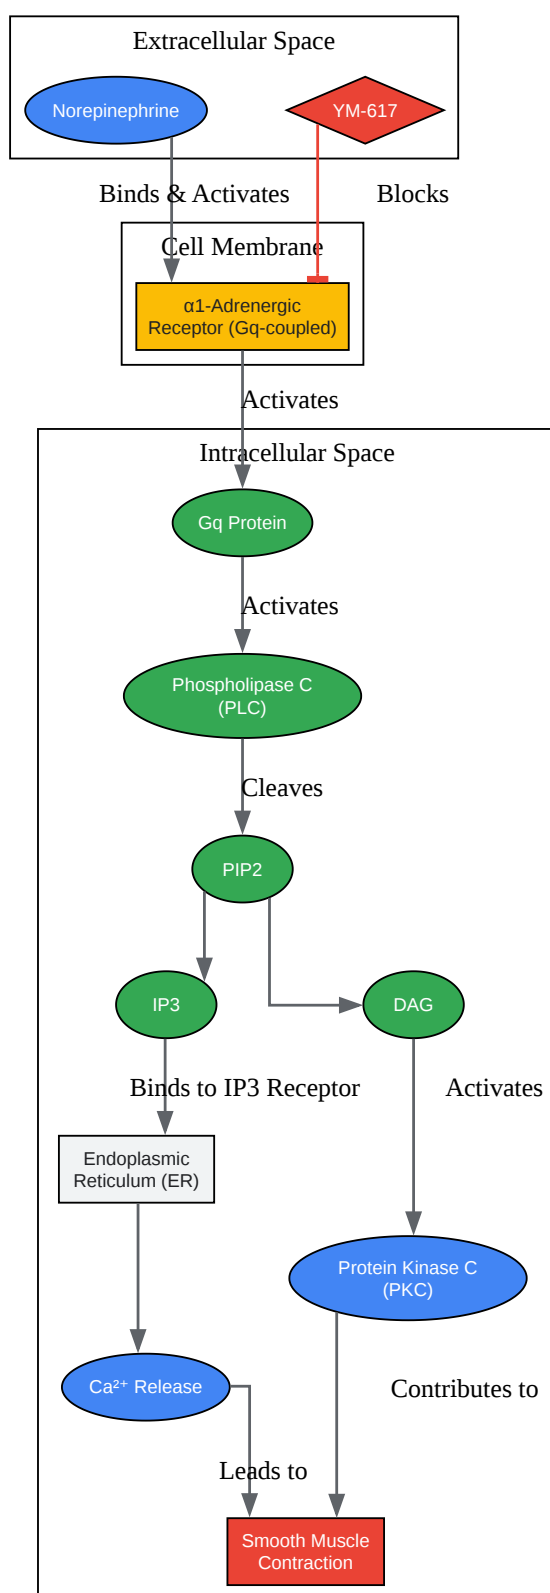 Extracellular Space
Norepinephrine
YM-617
Binds & Activates
Blocks
Cell Membrane
α1-Adrenergic
Receptor (Gq-coupled)
Activates
Intracellular Space
Gq Protein
Activates
Phospholipase C
(PLC)
Cleaves
PIP2
IP3
DAG
Binds to IP3 Receptor
Activates
Endoplasmic
Reticulum (ER)
Protein Kinase C
(PKC)
Ca²⁺ Release
Contributes to
Leads to
Smooth Muscle
Contraction